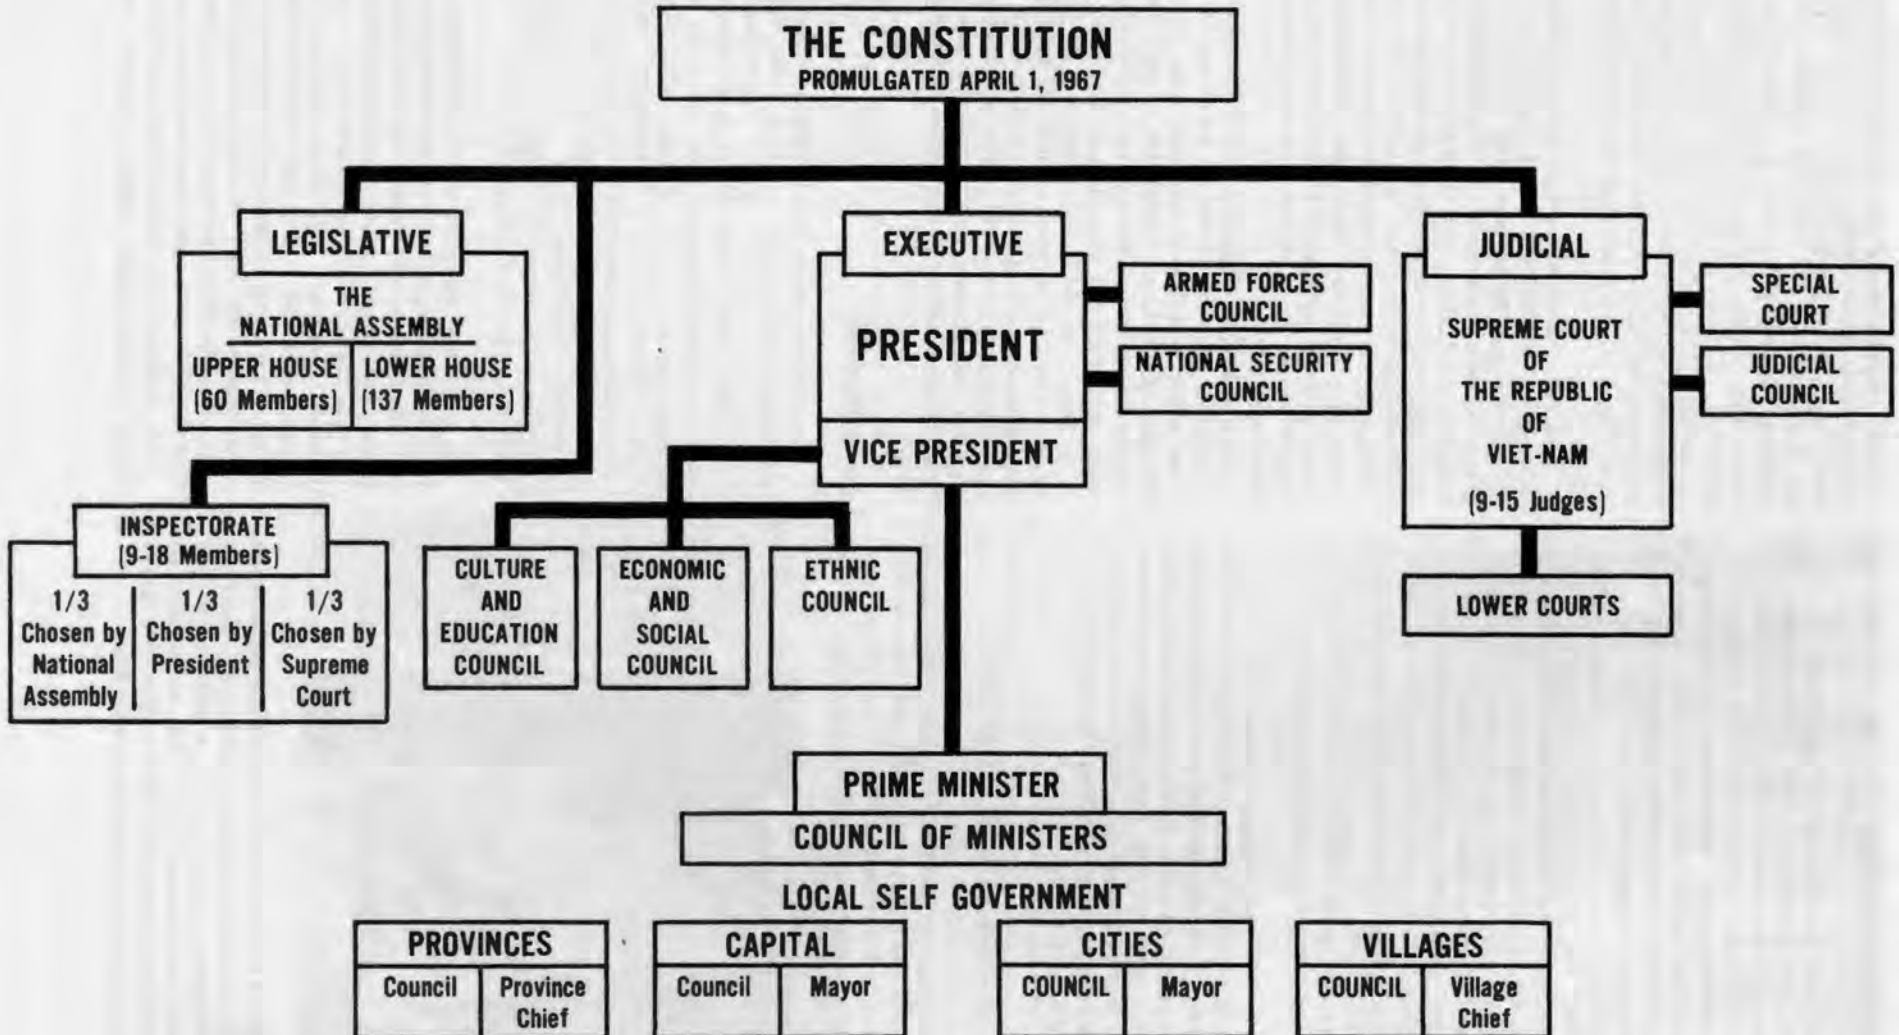 THE CONSTITUTION
PROMULGATED APRIL 1, 1967
LEGISLATIVE
THE
NATIONAL ASSEMBLY
UPPER HOUSE
(60 Members)
LOWER HOUSE
(137 Members)
EXECUTIVE
PRESIDENT
VICE PRESIDENT
ARMED FORCES
COUNCIL
NATIONAL SECURITY
COUNCIL
JUDICIAL
SUPREME COURT
OF
THE REPUBLIC
OF
VIET-NAM
(9-15 Judges)
SPECIAL
COURT
JUDICIAL
COUNCIL
LOWER COURTS
INSPECTORATE
(9-18 Members)
1/3
Chosen by
National
Assembly
1/3
Chosen by
President
1/3
Chosen by
Supreme
Court
CULTURE
AND
EDUCATION
COUNCIL
ECONOMIC
AND
SOCIAL
COUNCIL
ETHNIC
COUNCIL
PRIME MINISTER
COUNCIL OF MINISTERS
LOCAL SELF GOVERNMENT
PROVINCES
Council
Province
Chief
CAPITAL
Council
Mayor
CITIES
COUNCIL
Mayor
VILLAGES
COUNCIL
Village
Chief